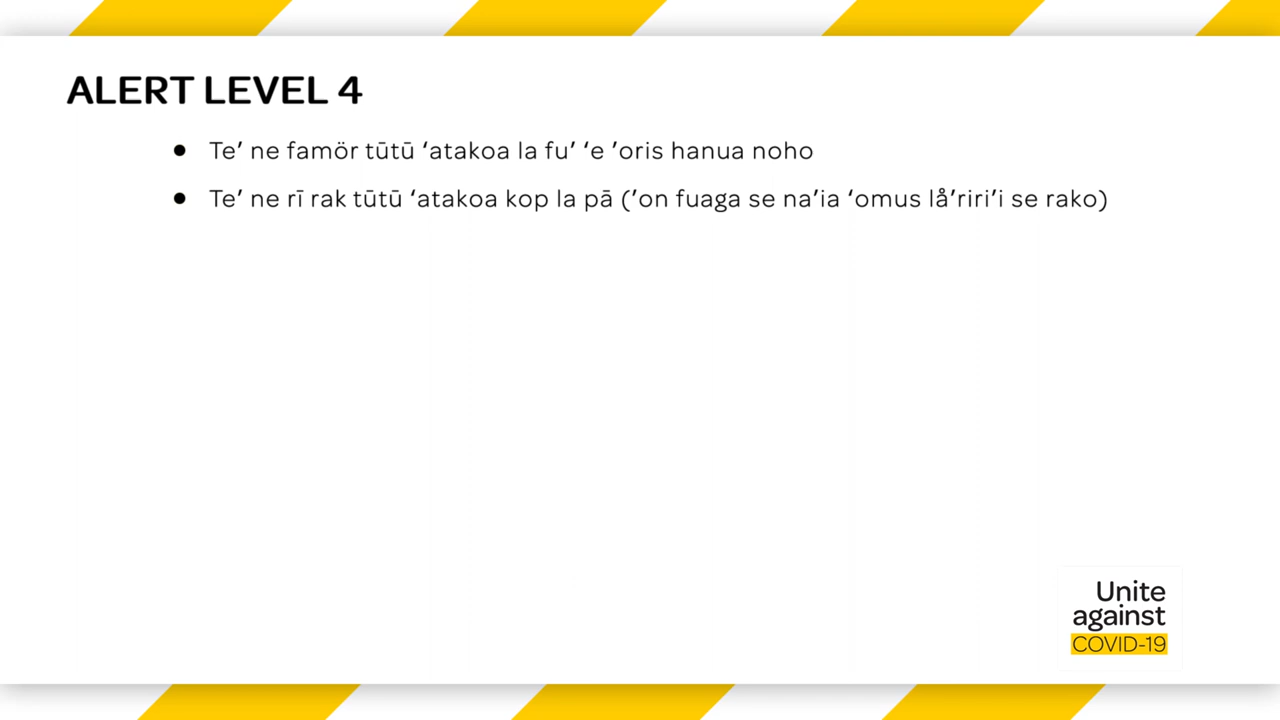 ALERT LEVEL 4
● Te’ ne famör tūtū ‘atakoa la fu’ ‘e ’oris hanua noho
● Te’ ne rī rak tūtū ‘atakoa kop la pā (’on fuaga se na’ia ‘omus lå’riri’i se rako)
Unite
against
COVID-19